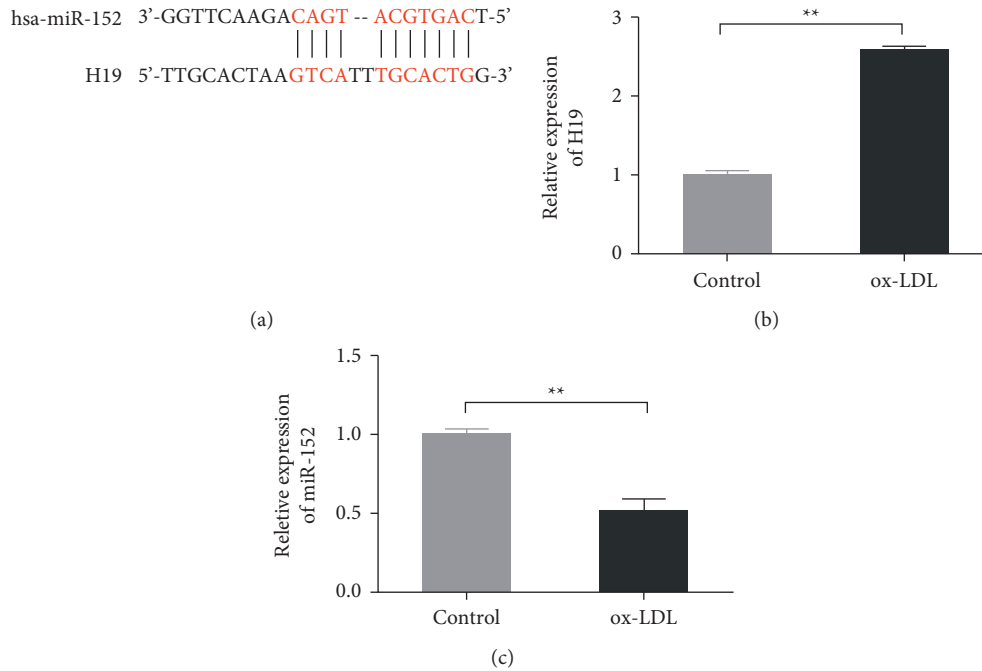 hsa-miR-152 3’-GGTTCAAGACAGT -- ACGTGACT-5’
H19 5’-TTGCACTAAGTCATTTGCACTGG-3’
(a)
Relative expression
of H19
3
2
1
0
**
Control
ox-LDL
(b)
Reletive expression
of miR-152
1.5
1.0
0.5
0.0
**
Control
ox-LDL
(c)